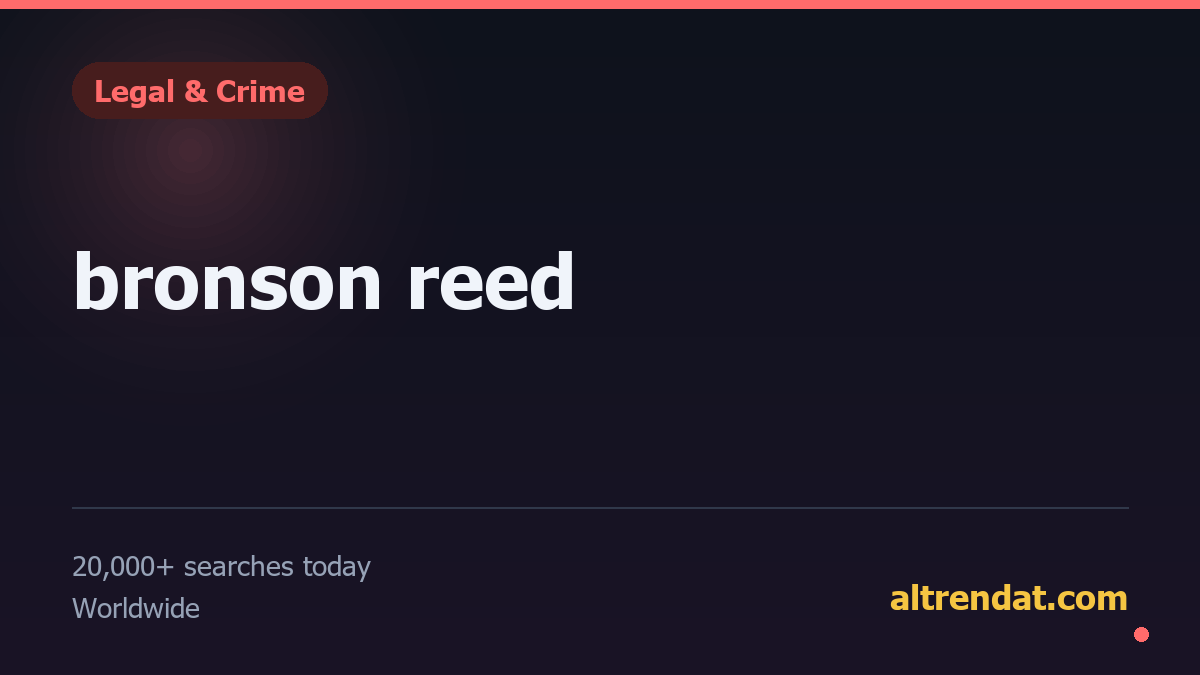 Legal & Crime
bronson reed
20,000+ searches today
Worldwide
altrendat.com